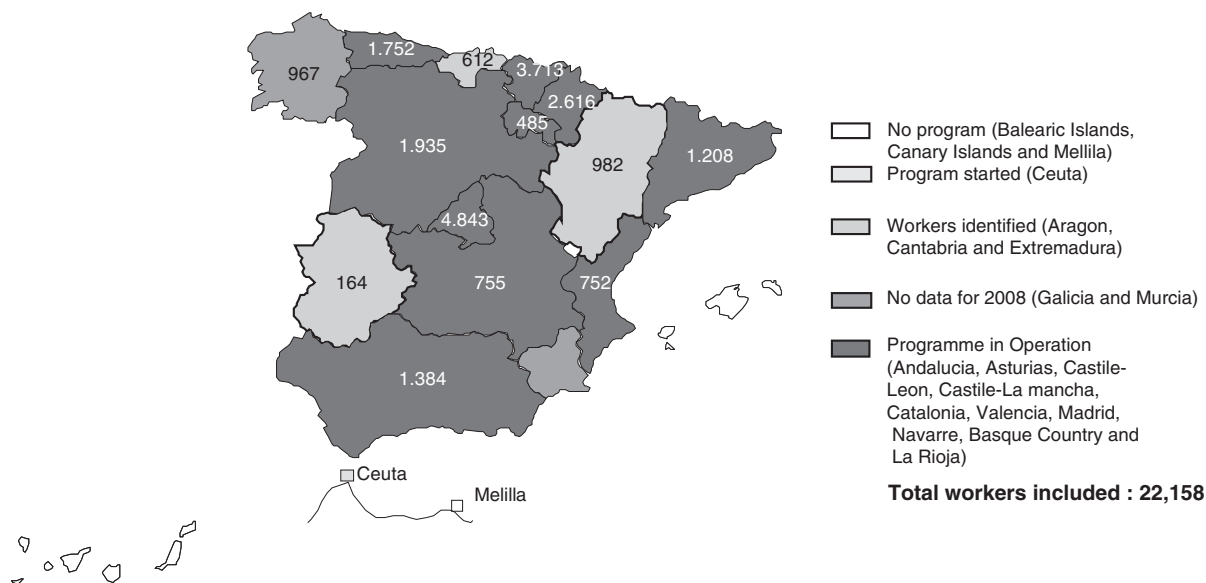 1.752
612
967
3.713
2.616
485
1.935
982
1.208
4.843
164
755
752
1.384
Ceuta
Melilla
No program (Balearic Islands,
Canary Islands and Mellila)
Program started (Ceuta)
Workers identified (Aragon,
Cantabria and Extremadura)
No data for 2008 (Galicia and Murcia)
Programme in Operation
(Andalucia, Asturias, Castile-
Leon, Castile-La mancha,
Catalonia, Valencia, Madrid,
Navarre, Basque Country and
La Rioja)
Total workers included : 22,158